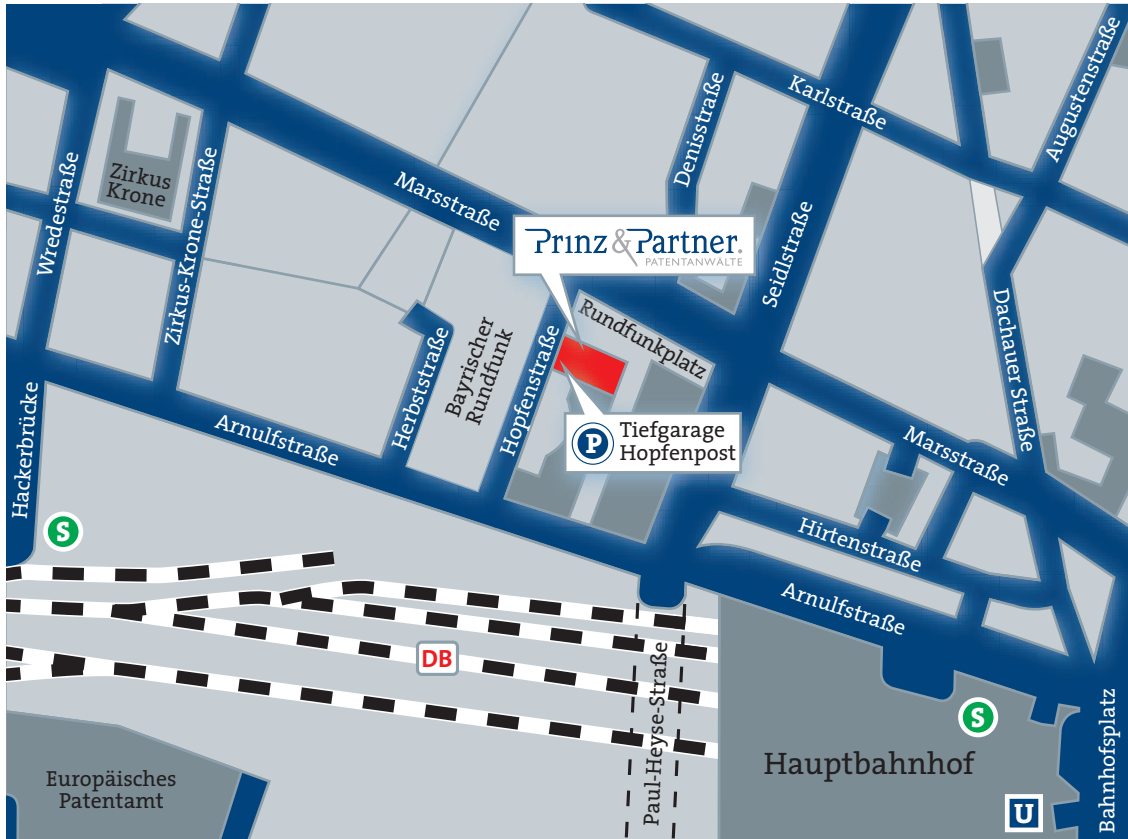 Karlstraße
Augustenstraße
Denisstraße
Zirkus
Krone
Marsstraße
Wredestraße
Zirkus-Krone-Straße
Prinz & Partner.
PATENTANWÄLTE
Seidlstraße
Rundfunkplatz
Dachauer Straße
Bayrischer
Rundfunk
Herbststraße
Hopfenstraße
Hackerbrücke
Arnulfstraße
P
Tiefgarage
Hopfenpost
Marsstraße
S
Hirtenstraße
Arnulfstraße
DB
Paul-Heyse-Straße
S
Hauptbahnhof
Bahnhofsplatz
Europäisches
Patentamt
U